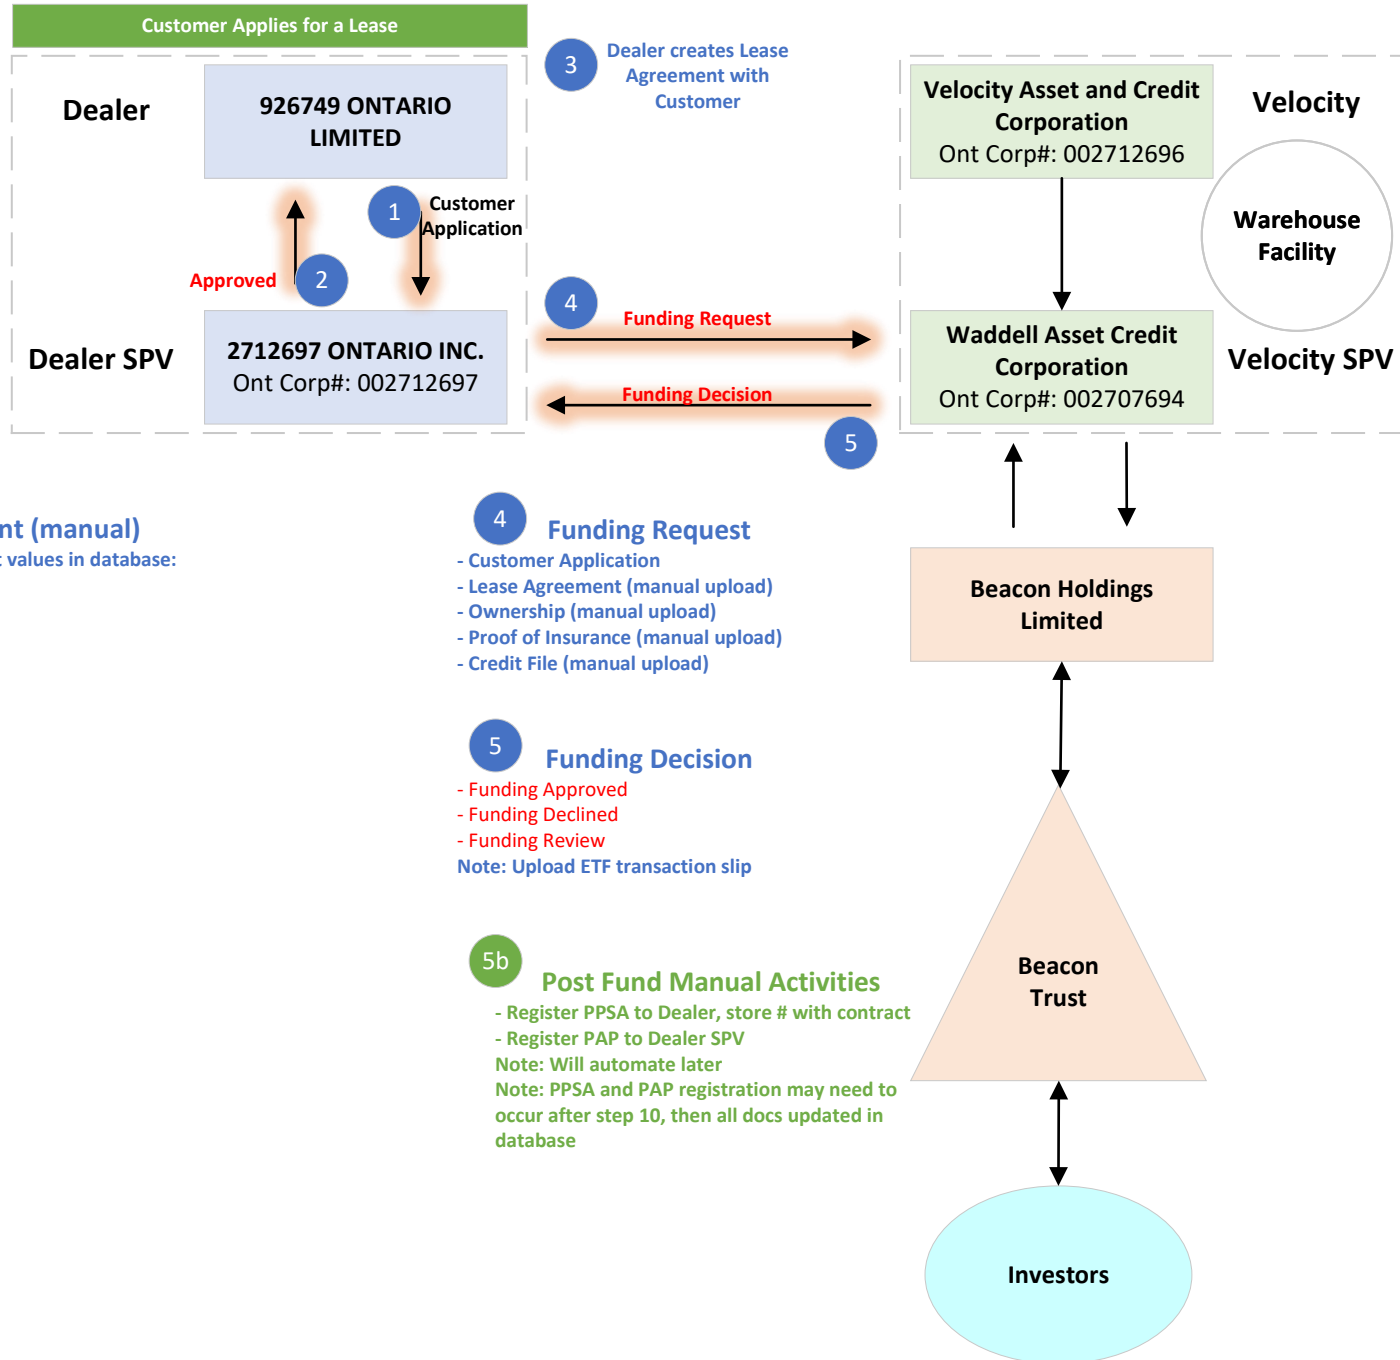 Customer Applies for a Lease
3
Dealer creates Lease
Agreement with
Customer
Dealer
926749 ONTARIO
LIMITED
Velocity Asset and Credit
Corporation
Ont Corp#: 002712696
Velocity
1
Customer
Application
Warehouse
Facility
Approved
2
4
Funding Request
Dealer SPV
2712697 ONTARIO INC.
Ont Corp#: 002712697
Waddell Asset Credit
Corporation
Ont Corp#: 002707694
Velocity SPV
Funding Decision
5
nt (manual)
t values in database:
4
Funding Request
- Customer Application
- Lease Agreement (manual upload)
- Ownership (manual upload)
- Proof of Insurance (manual upload)
- Credit File (manual upload)
Beacon Holdings
Limited
5
Funding Decision
- Funding Approved
- Funding Declined
- Funding Review
Note: Upload ETF transaction slip
5b
Post Fund Manual Activities
- Register PPSA to Dealer, store # with contract
- Register PAP to Dealer SPV
Note: Will automate later
Note: PPSA and PAP registration may need to
occur after step 10, then all docs updated in
database
Beacon
Trust
Investors